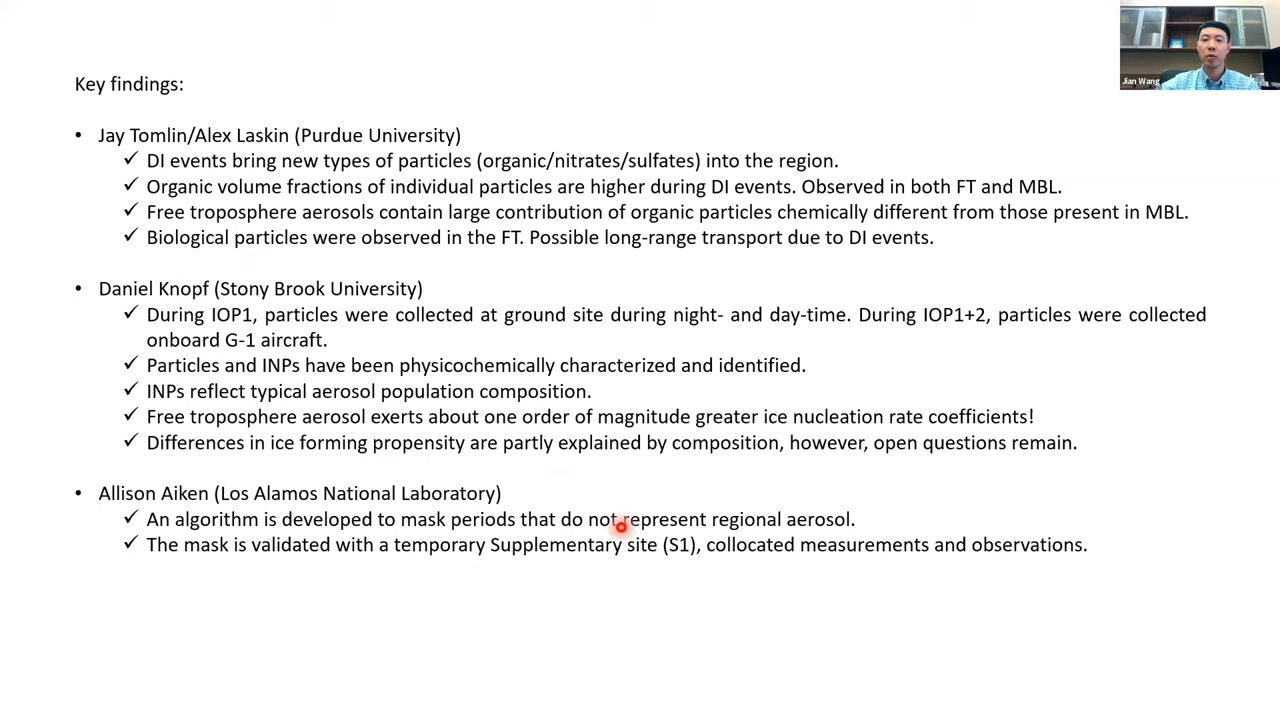 Jian Wang
Key findings:
• Jay Tomlin/Alex Laskin (Purdue University)
✓ DI events bring new types of particles (organic/nitrates/sulfates) into the region.
✓ Organic volume fractions of individual particles are higher during DI events. Observed in both FT and MBL.
✓ Free troposphere aerosols contain large contribution of organic particles chemically different from those present in MBL.
✓ Biological particles were observed in the FT. Possible long-range transport due to DI events.
• Daniel Knopf (Stony Brook University)
✓ During IOP1, particles were collected at ground site during night- and day-time. During IOP1+2, particles were collected
onboard G-1 aircraft.
✓ Particles and INPs have been physicochemically characterized and identified.
✓ INPs reflect typical aerosol population composition.
✓ Free troposphere aerosol exerts about one order of magnitude greater ice nucleation rate coefficients!
✓ Differences in ice forming propensity are partly explained by composition, however, open questions remain.
• Allison Aiken (Los Alamos National Laboratory)
✓ An algorithm is developed to mask periods that do not represent regional aerosol.
✓ The mask is validated with a temporary Supplementary site (S1), collocated measurements and observations.